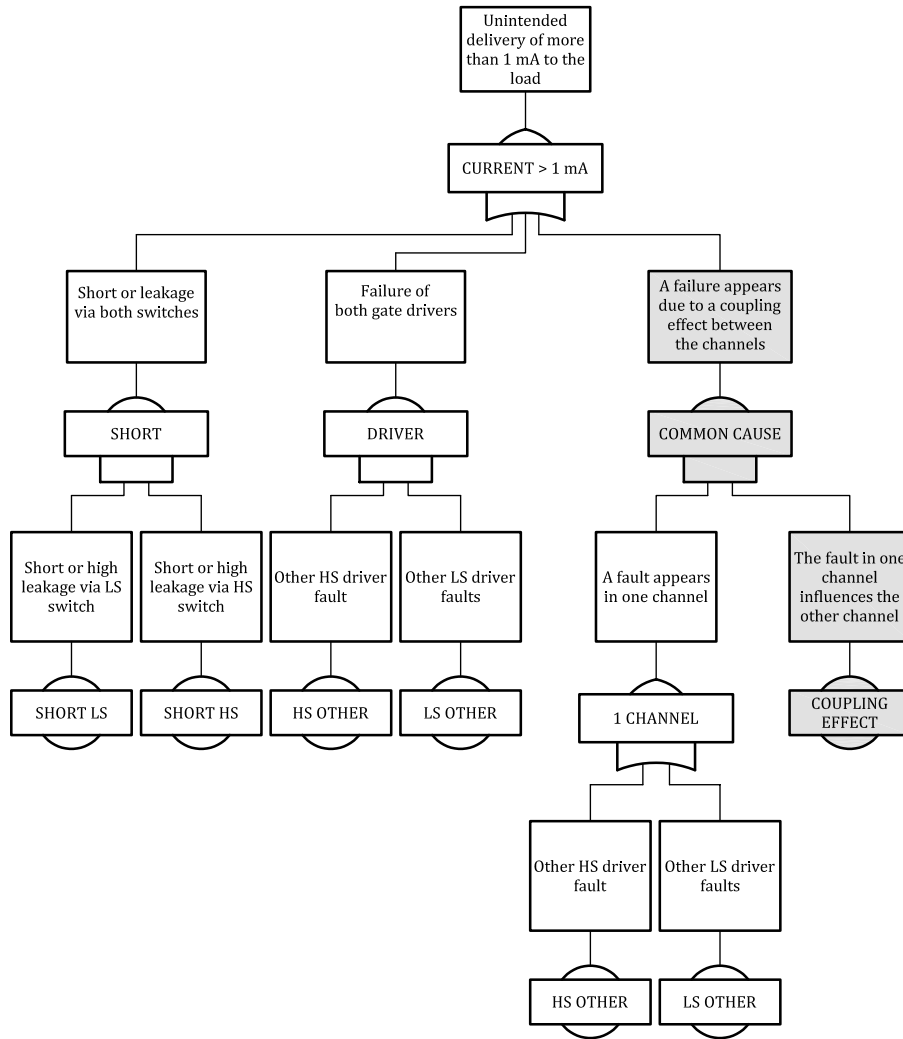 Unintended
delivery of more
than 1 mA to the
load
CURRENT > 1 mA
Short or leakage
via both switches
Failure of
both gate drivers
A failure appears
due to a coupling
effect between
the channels
SHORT
DRIVER
COMMON CAUSE
Short or high
leakage via LS
switch
Short or high
leakage via HS
switch
Other HS driver
fault
Other LS driver
faults
A fault appears
in one channel
The fault in one
channel
influences the
other channel
SHORT LS
SHORT HS
HS OTHER
LS OTHER
1 CHANNEL
COUPLING
EFFECT
Other HS driver
fault
Other LS driver
faults
HS OTHER
LS OTHER